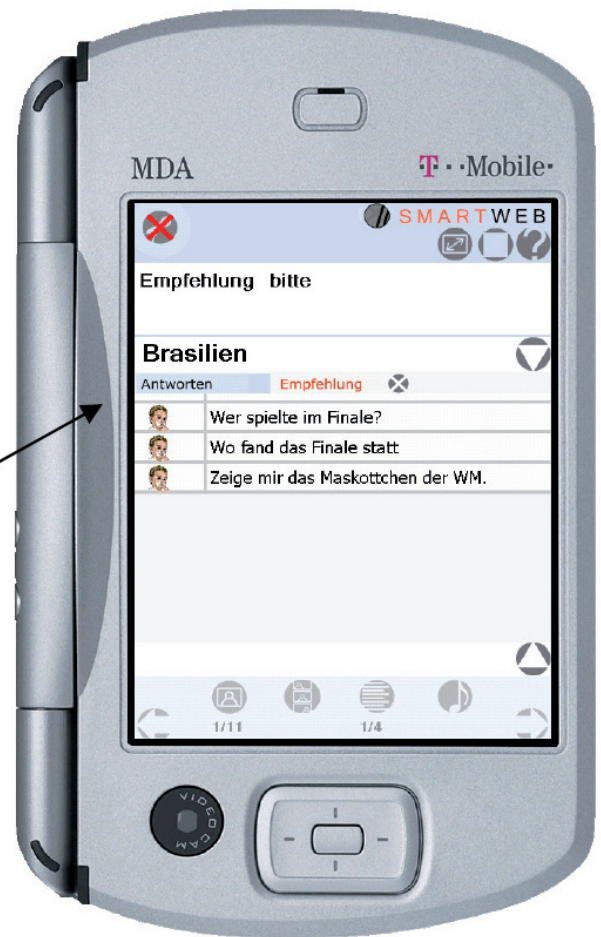 MDA T··Mobile·
SMARTWEB
Empfehlung bitte
Brasilien
Antworten Empfehlung
Wer spielte im Finale?
Wo fand das Finale statt
Zeige mir das Maskottchen der WM.
1/11 1/4
VIDEO CAM